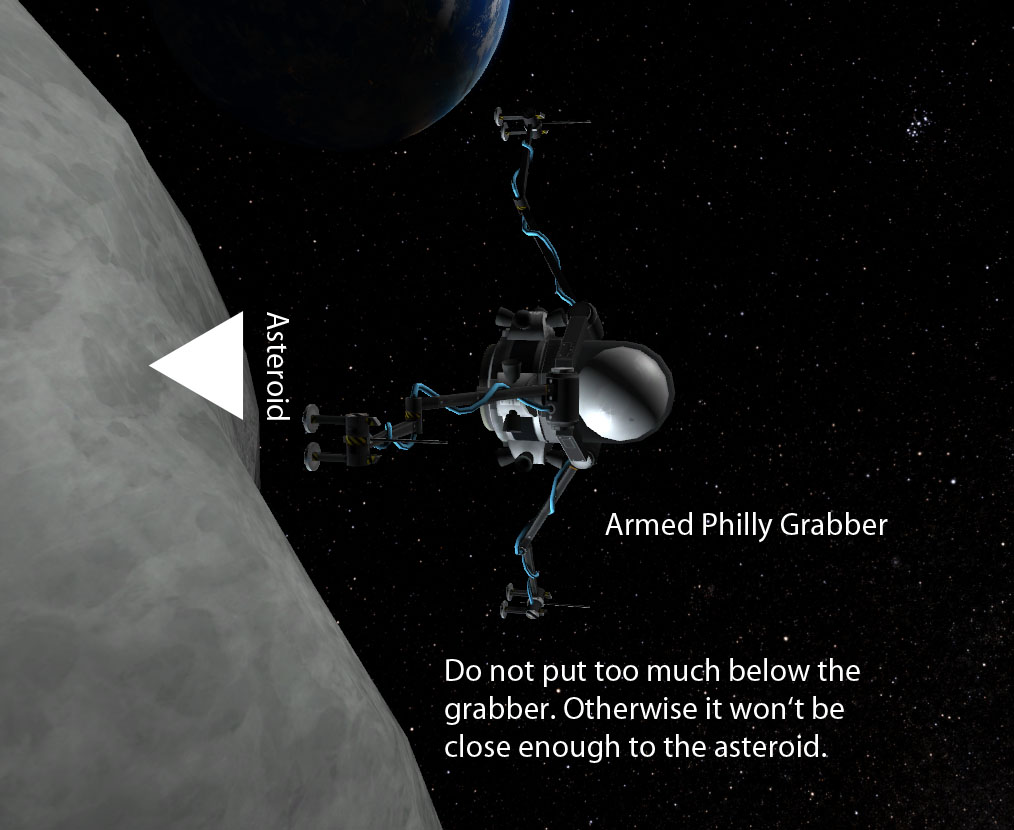 Asteroid
Armed Philly Grabber
Do not put too much below the
grabber. Otherwise it won‘t be
close enough to the asteroid.